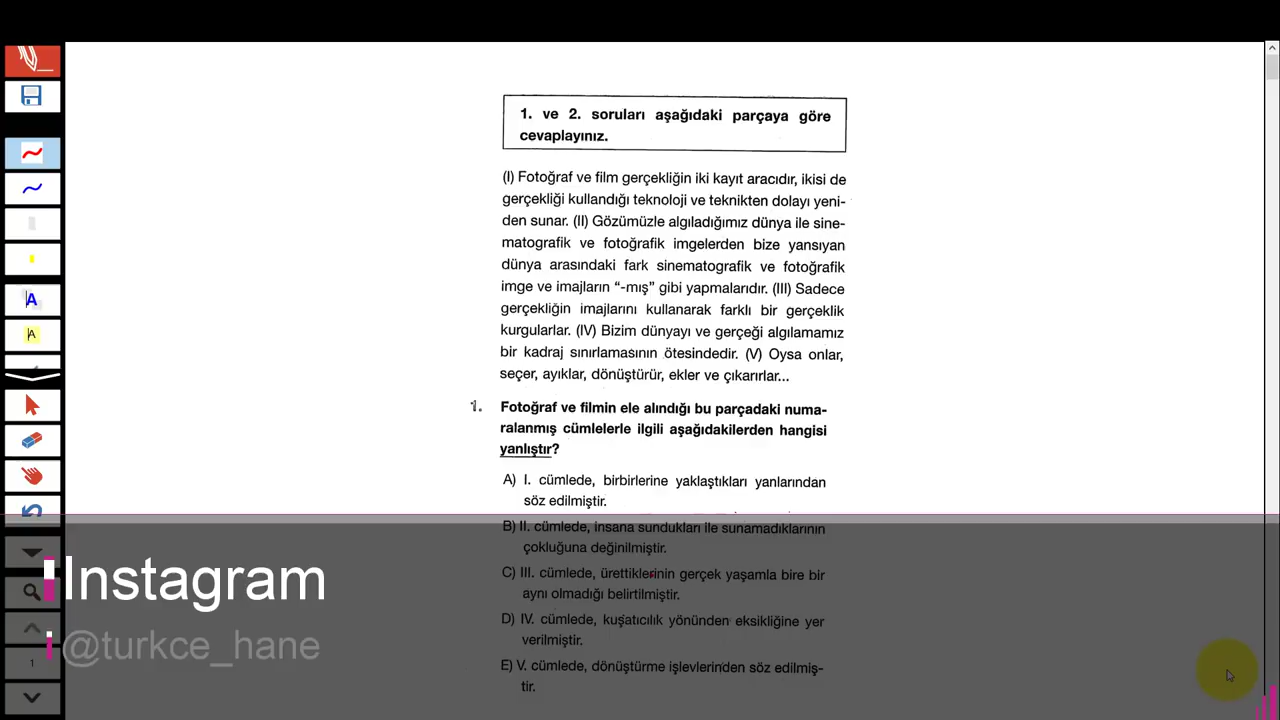 1. ve 2. soruları aşağıdaki parçaya göre
cevaplayınız.
(I) Fotoğraf ve film gerçekliğin iki kayıt aracıdır, ikisi de
gerçekliği kullandığı teknoloji ve teknikten dolayı yeni-
den sunar. (II) Gözümüzle algıladığımız dünya ile sine-
matografik ve fotoğrafik imgelerden bize yansıyan
dünya arasındaki fark sinematografik ve fotoğrafik
imge ve imajların “-mış” gibi yapmalarıdır. (III) Sadece
gerçekliğin imajlarını kullanarak farklı bir gerçeklik
kurgularlar. (IV) Bizim dünyayı ve gerçeği algılamamız
bir kadraj sınırlamasının ötesindedir. (V) Oysa onlar,
seçer, ayıklar, dönüştürür, ekler ve çıkarırlar...
1. Fotoğraf ve filmin ele alındığı bu parçadaki numa-
ralanmış cümlelerle ilgili aşağıdakilerden hangisi
yanlıştır?
A) I. cümlede, birbirlerine yaklaştıkları yanlarından
söz edilmiştir.
B) II. cümlede, insana sundukları ile sunamadıklarının
çokluğuna değinilmiştir.
C) III. cümlede, ürettiklerinin gerçek yaşamla bire bir
aynı olmadığı belirtilmiştir.
D) IV. cümlede, kuşatıcılık yönünden eksikliğine yer
verilmiştir.
E) V. cümlede, dönüştürme işlevlerinden söz edilmiş-
tir.
A
A
1
Instagram
@turkce_hane